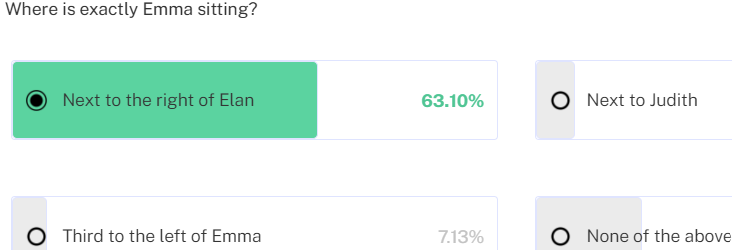 Where is exactly Emma sitting?
Next to the right of Elan 63.10%
Next to Judith
Third to the left of Emma 7.13%
None of the above